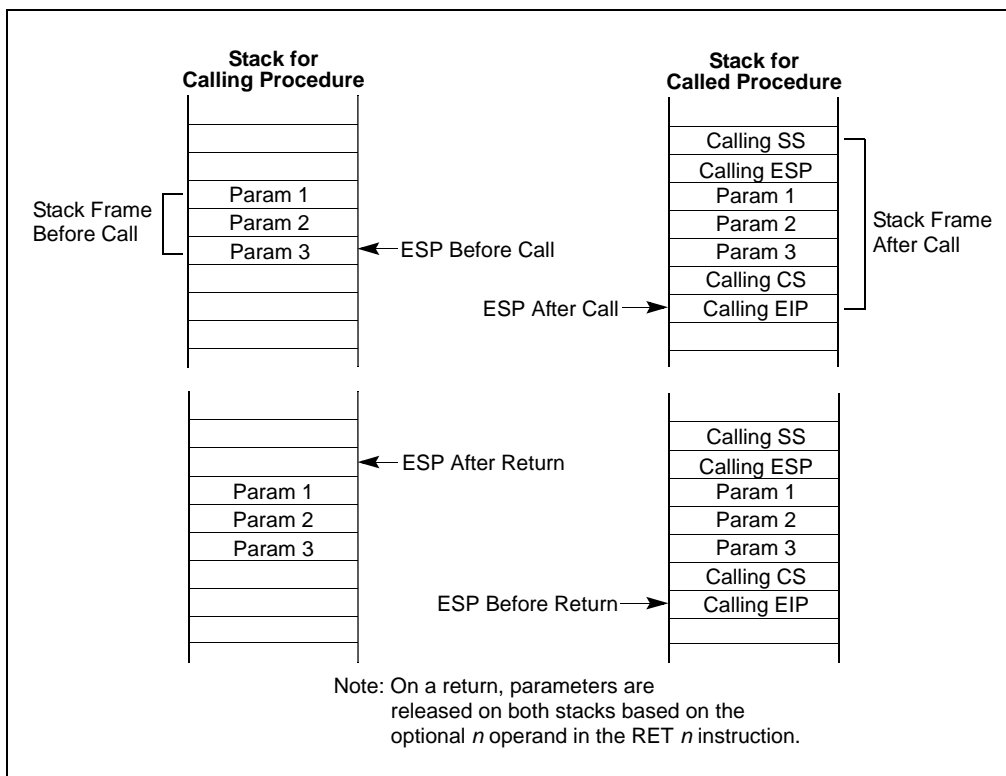 Stack for
Calling Procedure
Stack Frame
Before Call
Param 1
Param 2
Param 3
ESP Before Call
Stack for
Called Procedure
Calling SS
Calling ESP
Param 1
Param 2
Param 3
Calling CS
Calling EIP
ESP After Call
Stack Frame
After Call
ESP After Return
Param 1
Param 2
Param 3
Calling SS
Calling ESP
Param 1
Param 2
Param 3
Calling CS
Calling EIP
ESP Before Return
Note: On a return, parameters are
released on both stacks based on the
optional n operand in the RET n instruction.